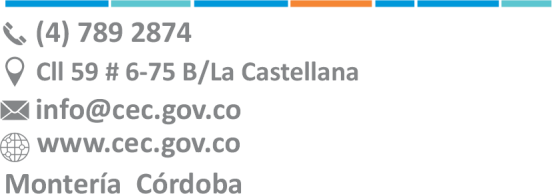 (4) 789 2874
Cll 59 # 6-75 B/La Castellana
info@cec.gov.co
www.cec.gov.co
Montería Córdoba